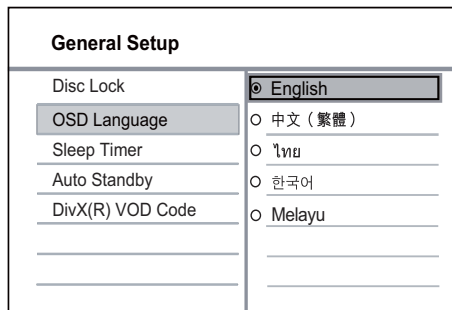 General Setup
Disc Lock
OSD Language
Sleep Timer
Auto Standby
DivX(R) VOD Code
English
中文（繁體）
ไทย
한국어
Melayu